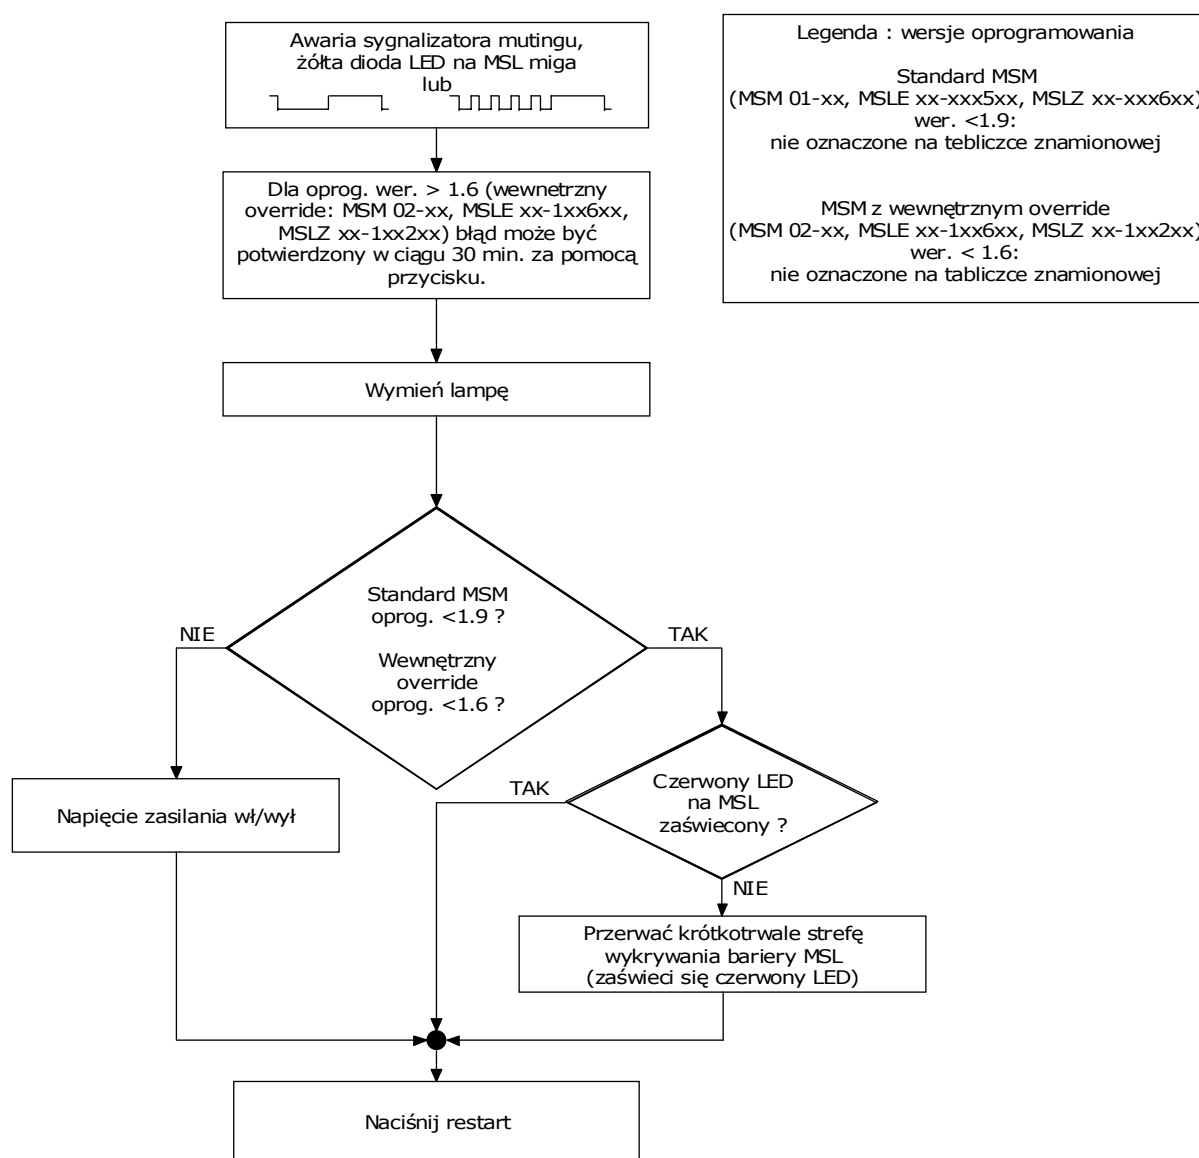 Awaria sygnalizatora mutingu,
żółta dioda LED na MSL miga
lub
Dla oprog. wer. > 1.6 (wewnetrzny
override: MSM 02-xx, MSLE xx-1xx6xx,
MSLZ xx-1xx2xx) błąd może być
potwierdzony w ciągu 30 min. za pomocą
przycisku.
Wymień lampę
Standard MSM
oprog. <1.9 ?
Wewnętrzny
override
oprog. <1.6 ?
NIE
TAK
Napięcie zasilania wł/wył
Czerwony LED
na MSL
zaświecony ?
TAK
NIE
Przerwać krótkotrwale strefę
wykrywania bariery MSL
(zaświeci się czerwony LED)
Naciśnij restart
Legenda : wersje oprogramowania
Standard MSM
(MSM 01-xx, MSLE xx-xxx5xx, MSLZ xx-xxx6xx)
wer. <1.9:
nie oznaczone na tebliczce znamionowej
MSM z wewnętrznym override
(MSM 02-xx, MSLE xx-1xx6xx, MSLZ xx-1xx2xx)
wer. < 1.6:
nie oznaczone na tabliczce znamionowej